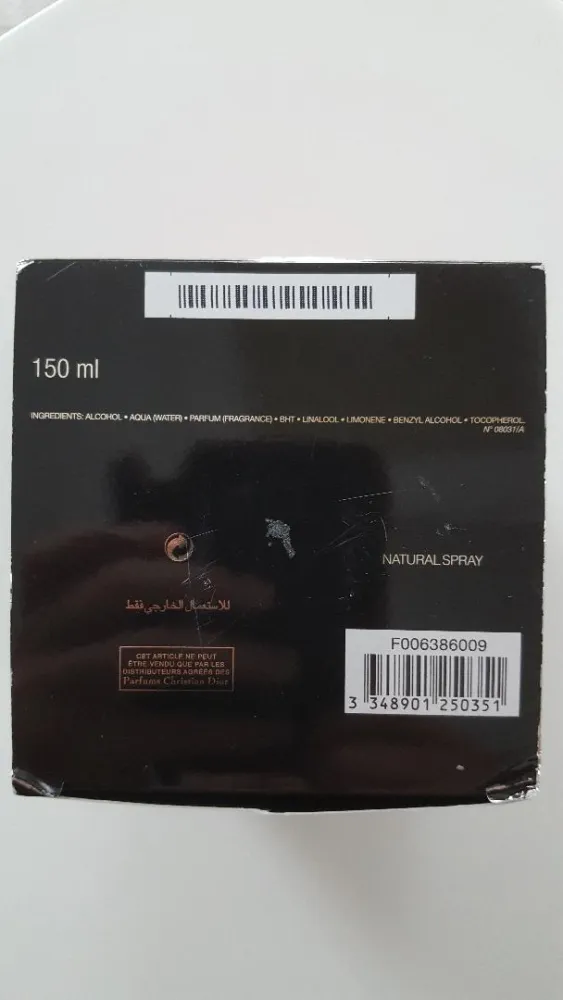 150 ml
INGREDIENTS: ALCOHOL • AQUA (WATER) • PARFUM (FRAGRANCE) • BHT • LINALOOL • LIMONENE • BENZYL ALCOHOL • TOCOPHEROL.
N° 08031/A
NATURAL SPRAY
للاستعمال الخارجي فقط
CET ARTICLE NE PEUT
ÊTRE VENDU QUE PAR LES
DISTRIBUTEURS AGRÉÉS DES
Parfums Christian Dior
F006386009
3 348901 250351